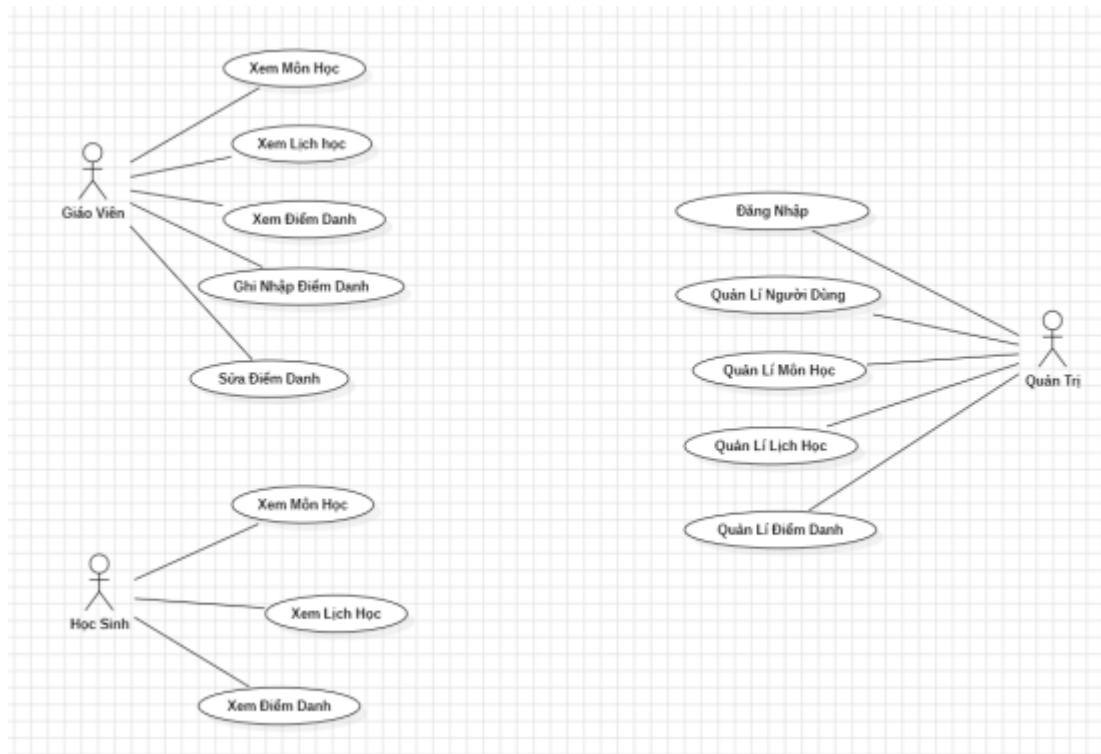 Xem Môn Học
Xem Lịch học
Giáo Viên
Xem Điểm Danh
Ghi Nhập Điểm Danh
Sửa Điểm Danh
Đăng Nhập
Quản Lí Người Dùng
Quản Lí Môn Học
Quản Trị
Quản Lí Lịch Học
Quản Lí Điểm Danh
Xem Môn Học
Xem Lịch Học
Học Sinh
Xem Điểm Danh